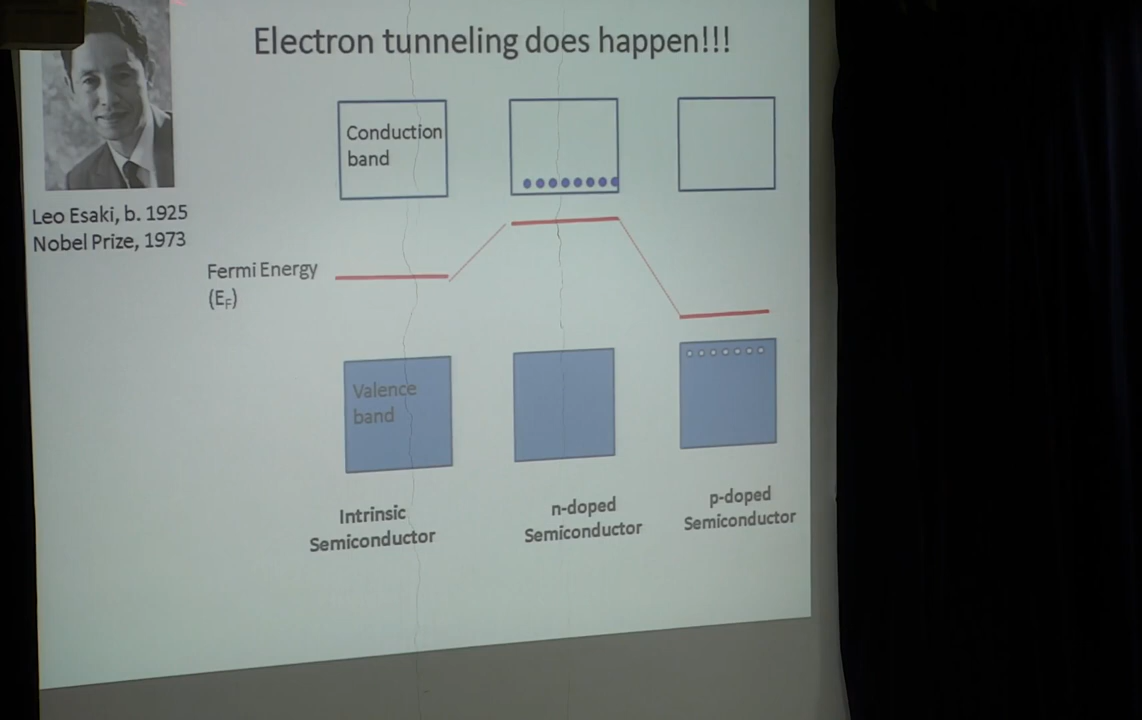 Electron tunneling does happen!!!
Conduction
band
Leo Esaki, b. 1925
Nobel Prize, 1973
Fermi Energy
(EF)
Valence
band
Intrinsic
Semiconductor
n-doped
Semiconductor
p-doped
Semiconductor